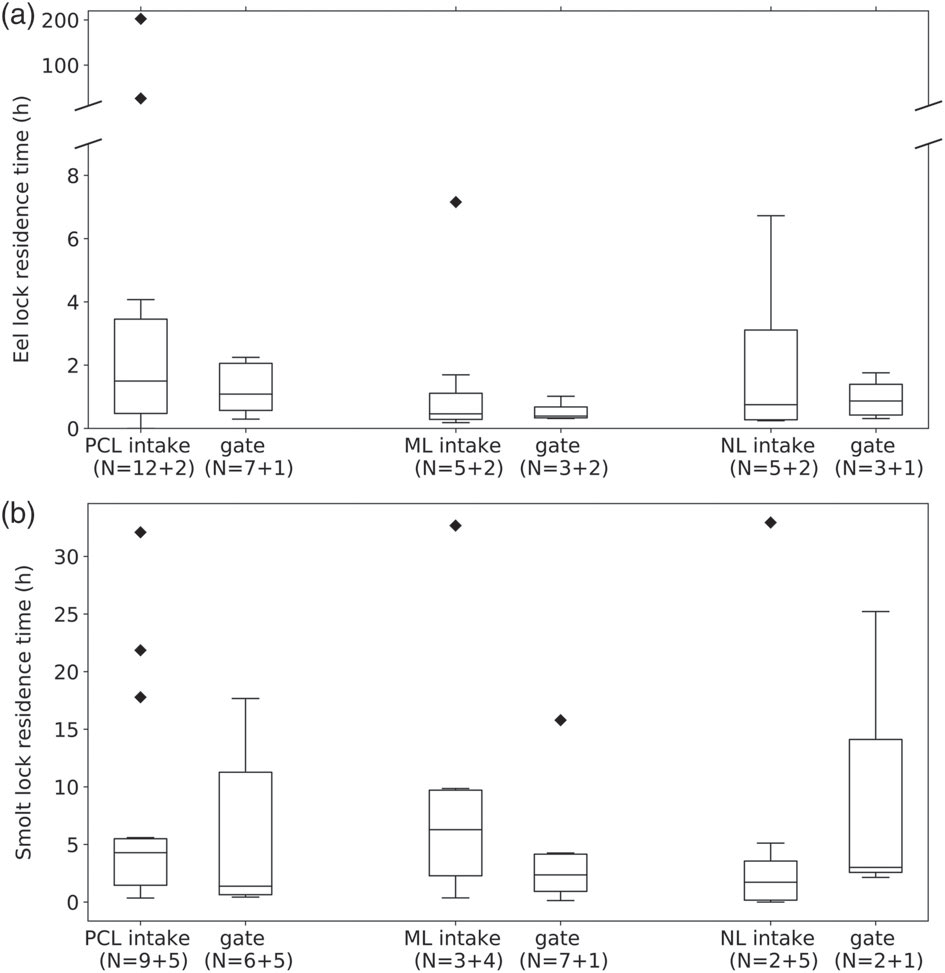 (a)
200
100
8
6
4
2
0
Eel lock residence time (h)
PCL intake gate ML intake gate NL intake gate
(N=12+2) (N=7+1) (N=5+2) (N=3+2) (N=5+2) (N=3+1)
(b)
30
25
20
15
10
5
0
Smolt lock residence time (h)
PCL intake gate ML intake gate NL intake gate
(N=9+5) (N=6+5) (N=3+4) (N=7+1) (N=2+5) (N=2+1)